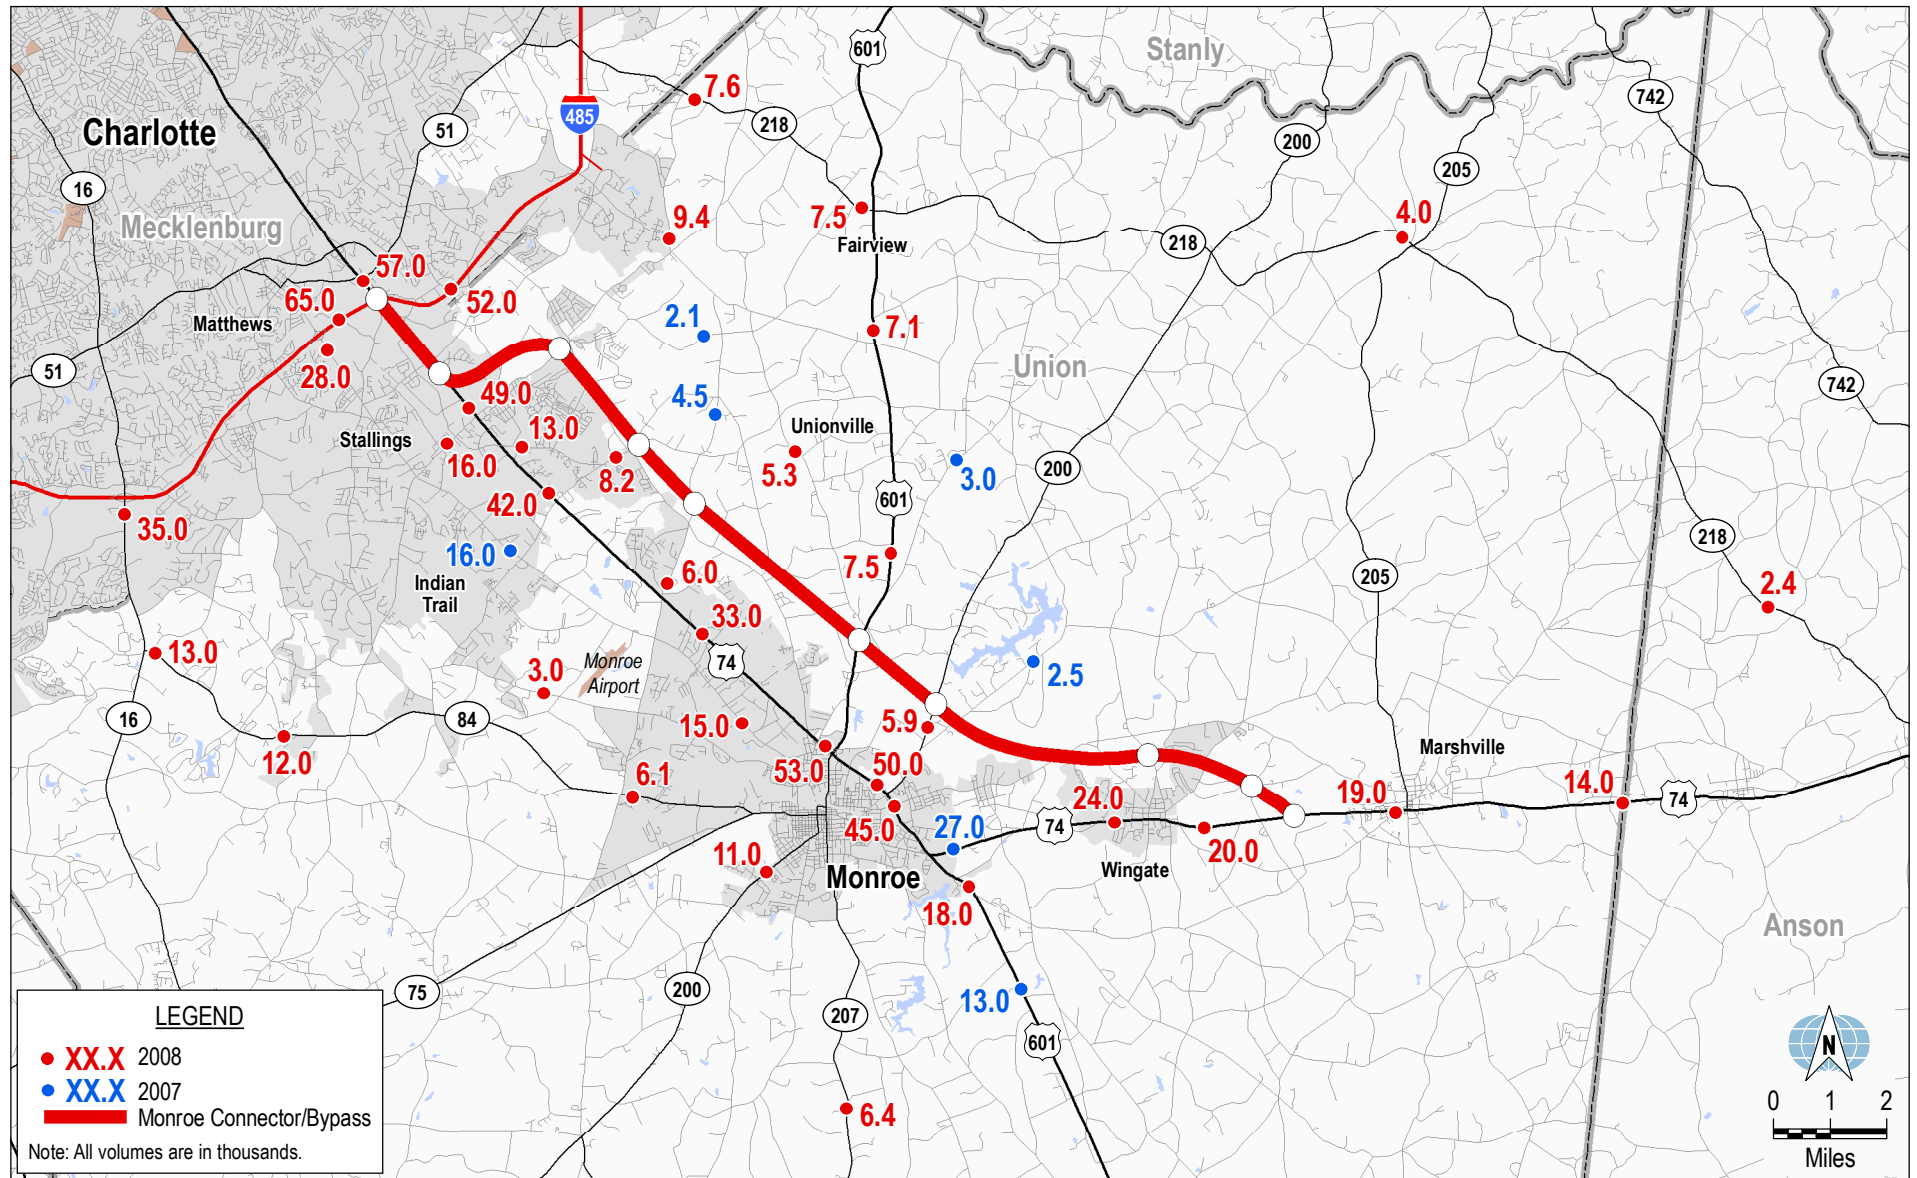 601
Stanly
7.6
742
485
218
Charlotte
51
200
205
16
Mecklenburg
9.4
7.5
Fairview
4.0
218
57.0
65.0
52.0
Matthews
2.1
7.1
Union
51
28.0
742
49.0
4.5
13.0
Stallings
Unionville
16.0
8.2
5.3
3.0
200
42.0
601
35.0
218
16.0
7.5
Indian
Trail
6.0
205
2.4
33.0
13.0
Monroe
Airport
74
3.0
2.5
16
84
15.0
5.9
12.0
Marshville
53.0
50.0
6.1
24.0
19.0
14.0
74
45.0
27.0
74
20.0
11.0
Monroe
Wingate
18.0
Anson
75
200
13.0
207
601
6.4
LEGEND
XX.X 2008
XX.X 2007
Monroe Connector/Bypass
Note: All volumes are in thousands.
N
0 1 2
Miles